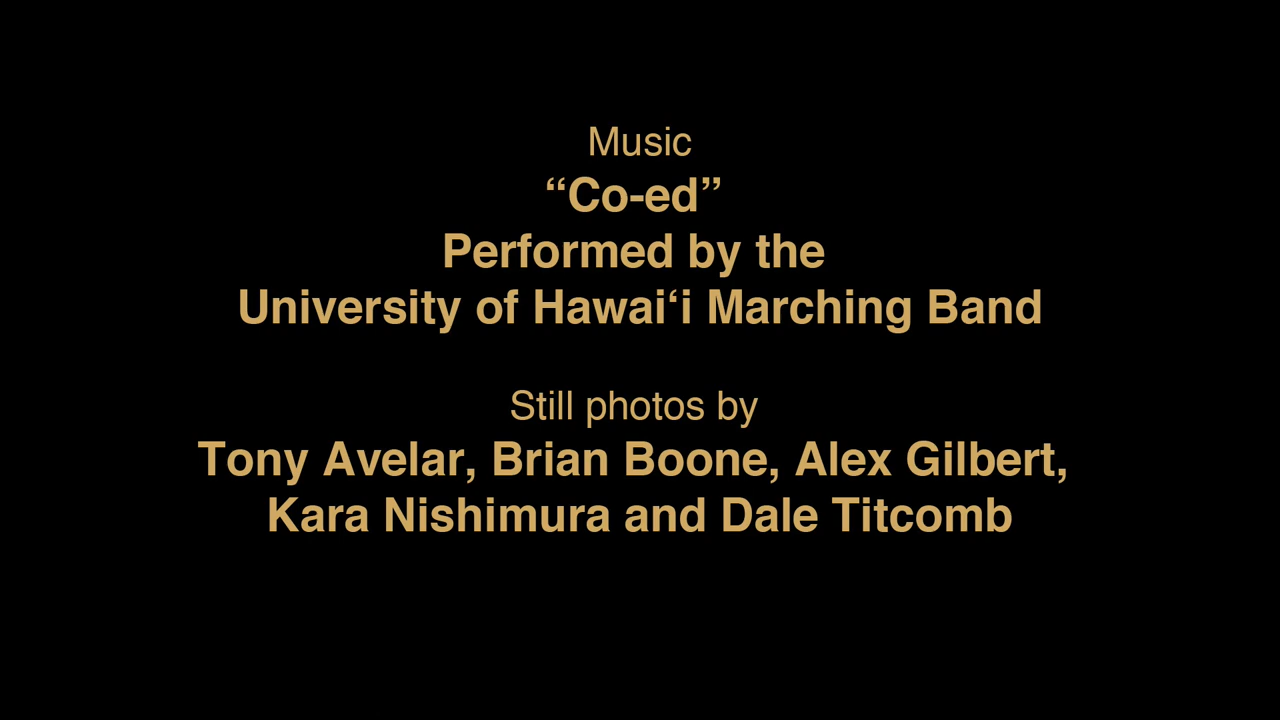 Music
“Co-ed”
Performed by the
University of Hawai‘i Marching Band
Still photos by
Tony Avelar, Brian Boone, Alex Gilbert,
Kara Nishimura and Dale Titcomb